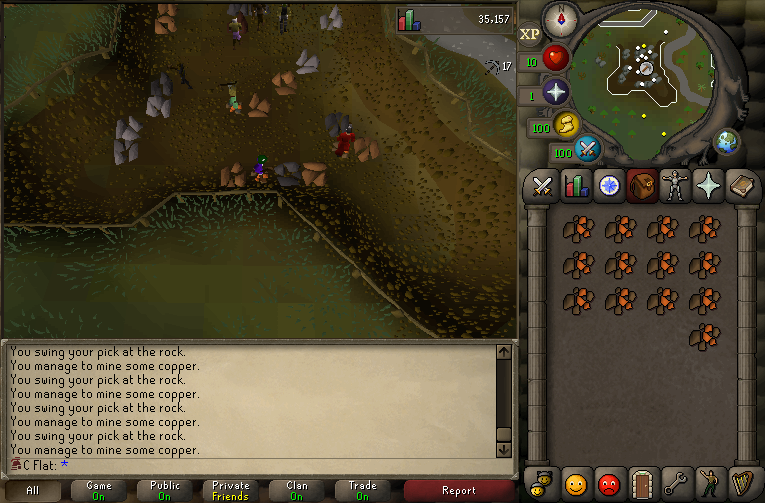 35,157
N
XP
17
10
1
100
100
You swing your pick at the rock.
You manage to mine some copper.
You swing your pick at the rock.
You manage to mine some copper.
You swing your pick at the rock.
You manage to mine some copper.
You swing your pick at the rock.
You manage to mine some copper.
C Flat: *
All
Game
On
Public
On
Private
Friends
Clan
On
Trade
On
Report